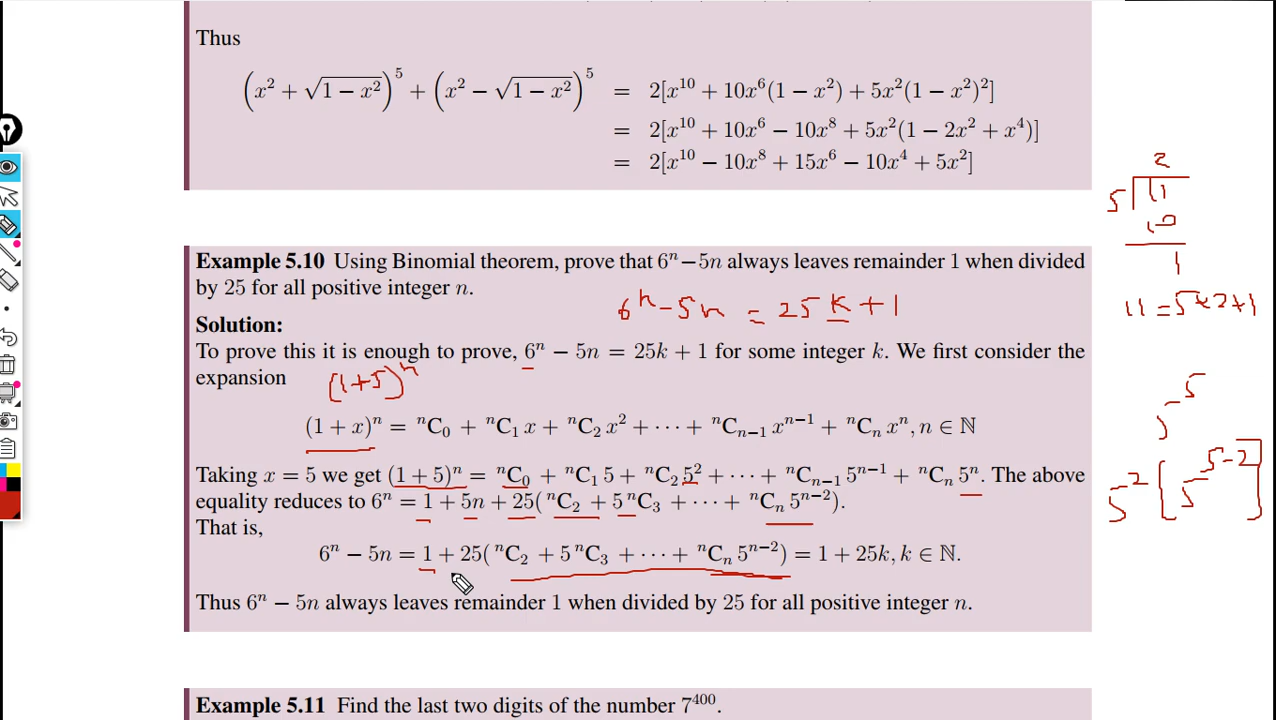 Thus
(x² + √(1 − x²))⁵ + (x² − √(1 − x²))⁵ = 2[x¹⁰ + 10x⁶(1 − x²) + 5x²(1 − x²)²]
= 2[x¹⁰ + 10x⁶ − 10x⁸ + 5x²(1 − 2x² + x⁴)]
= 2[x¹⁰ − 10x⁸ + 15x⁶ − 10x⁴ + 5x²]
Example 5.10 Using Binomial theorem, prove that 6ⁿ−5n always leaves remainder 1 when divided
by 25 for all positive integer n.
6ⁿ−5n = 25k+1
Solution:
To prove this it is enough to prove, 6ⁿ − 5n = 25k + 1 for some integer k. We first consider the
expansion
(1+5)ⁿ
(1 + x)ⁿ = ⁿC₀ + ⁿC₁ x + ⁿC₂ x² + ··· + ⁿCₙ₋₁ xⁿ⁻¹ + ⁿCₙ xⁿ, n ∈ ℕ
Taking x = 5 we get (1 + 5)ⁿ = ⁿC₀ + ⁿC₁ 5 + ⁿC₂ 5² + ··· + ⁿCₙ₋₁ 5ⁿ⁻¹ + ⁿCₙ 5ⁿ. The above
equality reduces to 6ⁿ = 1 + 5n + 25(ⁿC₂ + 5 ⁿC₃ + ··· + ⁿCₙ 5ⁿ⁻²).
That is,
6ⁿ − 5n = 1 + 25(ⁿC₂ + 5 ⁿC₃ + ··· + ⁿCₙ 5ⁿ⁻²) = 1 + 25k, k ∈ ℕ.
Thus 6ⁿ − 5n always leaves remainder 1 when divided by 25 for all positive integer n.
Example 5.11 Find the last two digits of the number 7⁴⁰⁰.
2
5 11
10
1
11 = 5×2+1
5⁵
5²[5⁵⁻²]